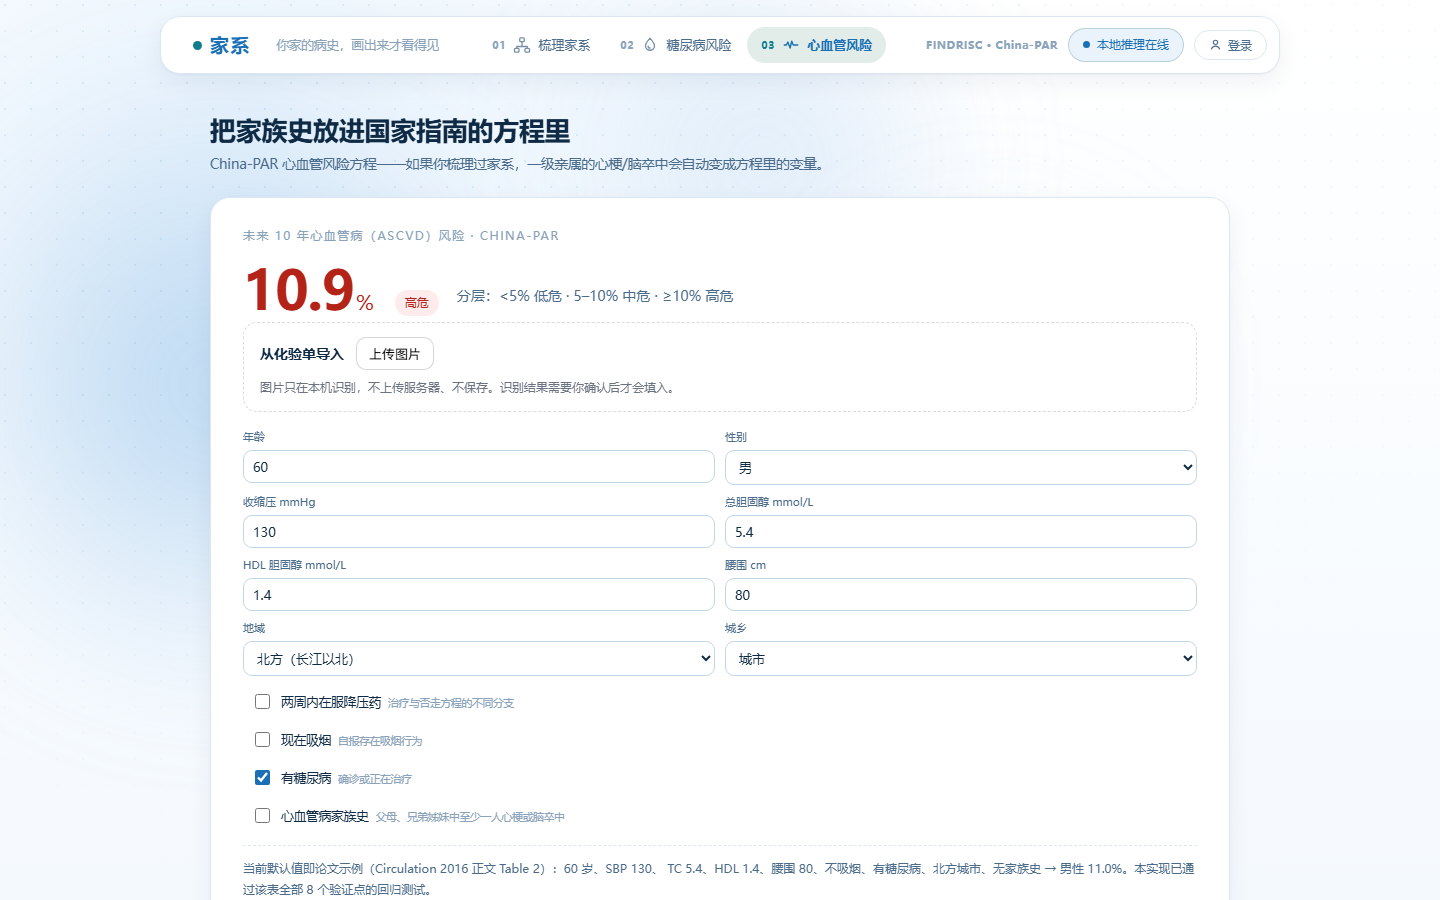 家系
你家的病史，画出来才看得见
01 梳理家系
02 糖尿病风险
03 心血管风险
FINDRISC • China-PAR
本地推理在线
登录
把家族史放进国家指南的方程里
China-PAR 心血管风险方程——如果你梳理过家系，一级亲属的心梗/脑卒中会自动变成方程里的变量。
未来 10 年心血管病（ASCVD）风险 · CHINA-PAR
10.9%
高危
分层：<5% 低危 · 5–10% 中危 · ≥10% 高危
从化验单导入
上传图片
图片只在本机识别，不上传服务器、不保存。识别结果需要你确认后才会填入。
年龄
性别
60
男
收缩压 mmHg
总胆固醇 mmol/L
130
5.4
HDL 胆固醇 mmol/L
腰围 cm
1.4
80
地域
城乡
北方（长江以北）
城市
两周内在服降压药 治疗与否走方程的不同分支
现在吸烟 自报存在吸烟行为
有糖尿病 确诊或正在治疗
心血管病家族史 父母、兄弟姊妹中至少一人心梗或脑卒中
当前默认值即论文示例（Circulation 2016 正文 Table 2）：60 岁、SBP 130、 TC 5.4、HDL 1.4、腰围 80、不吸烟、有糖尿病、北方城市、无家族史 → 男性 11.0%。本实现已通
过该表全部 8 个验证点的回归测试。